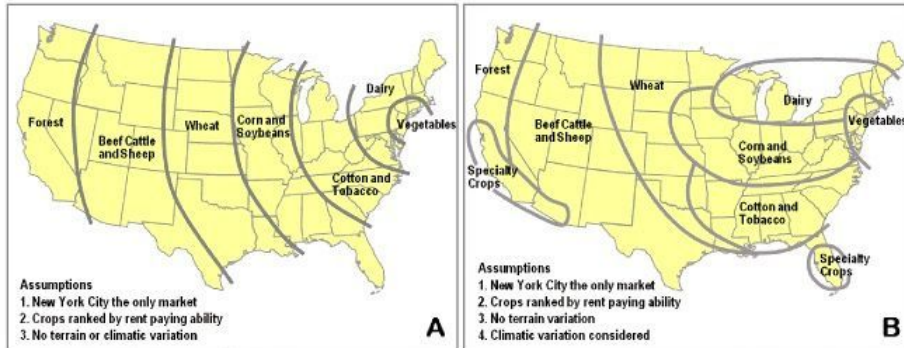 Forest
Beef Cattle
and Sheep
Wheat
Corn and
Soybeans
Dairy
Vegetables
Cotton and
Tobacco
Assumptions
1. New York City the only market
2. Crops ranked by rent paying ability
3. No terrain or climatic variation
A
Forest
Wheat
Dairy
Beef Cattle
and Sheep
Vegetables
Corn and
Soybeans
Specialty
Crops
Cotton and
Tobacco
Specialty
Crops
Assumptions
1. New York City the only market
2. Crops ranked by rent paying ability
3. No terrain variation
4. Climatic variation considered
B